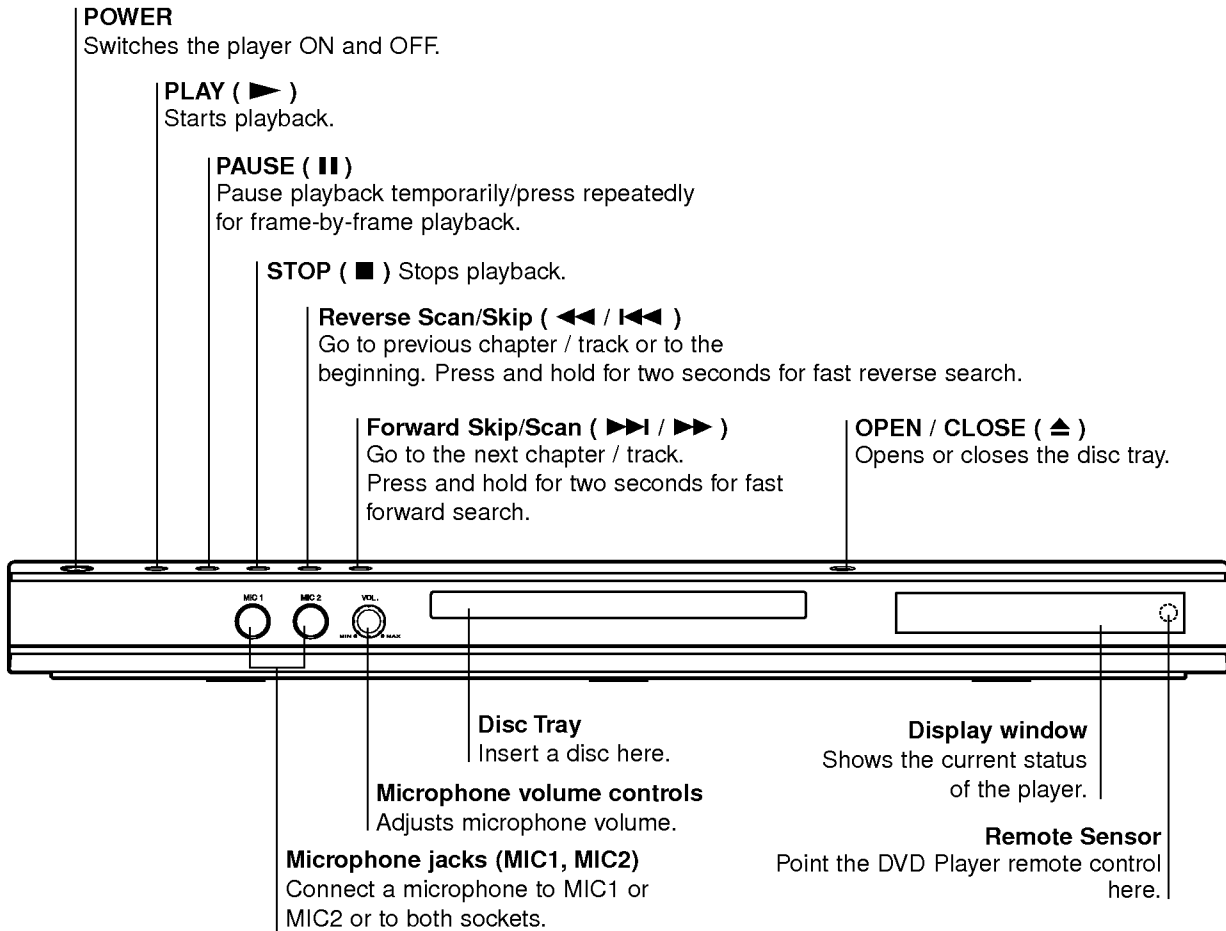 POWER
Switches the player ON and OFF.
PLAY ( ► )
Starts playback.
PAUSE ( ❚❚ )
Pause playback temporarily/press repeatedly
for frame-by-frame playback.
STOP ( ■ ) Stops playback.
Reverse Scan/Skip ( ◄◄ / I◄◄ )
Go to previous chapter / track or to the
beginning. Press and hold for two seconds for fast reverse search.
Forward Skip/Scan ( ►►I / ►► )
Go to the next chapter / track.
Press and hold for two seconds for fast
forward search.
OPEN / CLOSE ( ⏏ )
Opens or closes the disc tray.
MIC 1
MIC 2
VOL.
MIN
MAX
Disc Tray
Insert a disc here.
Microphone volume controls
Adjusts microphone volume.
Microphone jacks (MIC1, MIC2)
Connect a microphone to MIC1 or
MIC2 or to both sockets.
Display window
Shows the current status
of the player.
Remote Sensor
Point the DVD Player remote control
here.